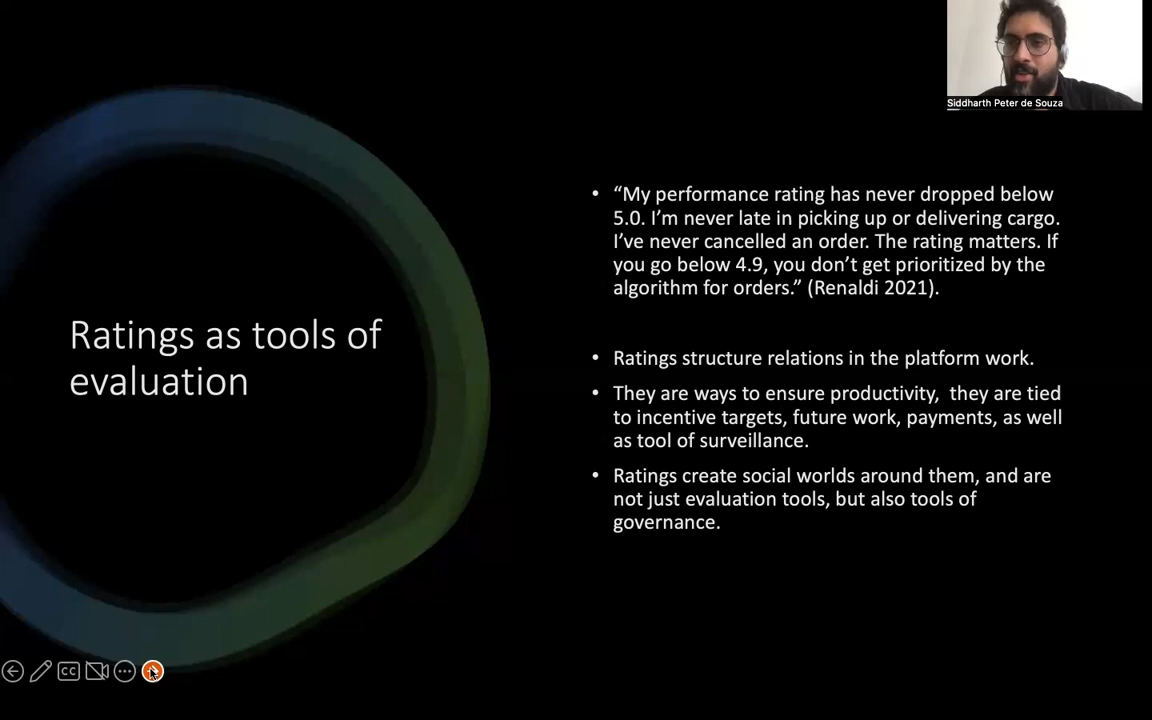 Siddharth Peter de Souza
Ratings as tools of
evaluation
• “My performance rating has never dropped below
5.0. I’m never late in picking up or delivering cargo.
I’ve never cancelled an order. The rating matters. If
you go below 4.9, you don’t get prioritized by the
algorithm for orders.” (Renaldi 2021).
• Ratings structure relations in the platform work.
• They are ways to ensure productivity,  they are tied
to incentive targets, future work, payments, as well
as tool of surveillance.
• Ratings create social worlds around them, and are
not just evaluation tools, but also tools of
governance.
CC